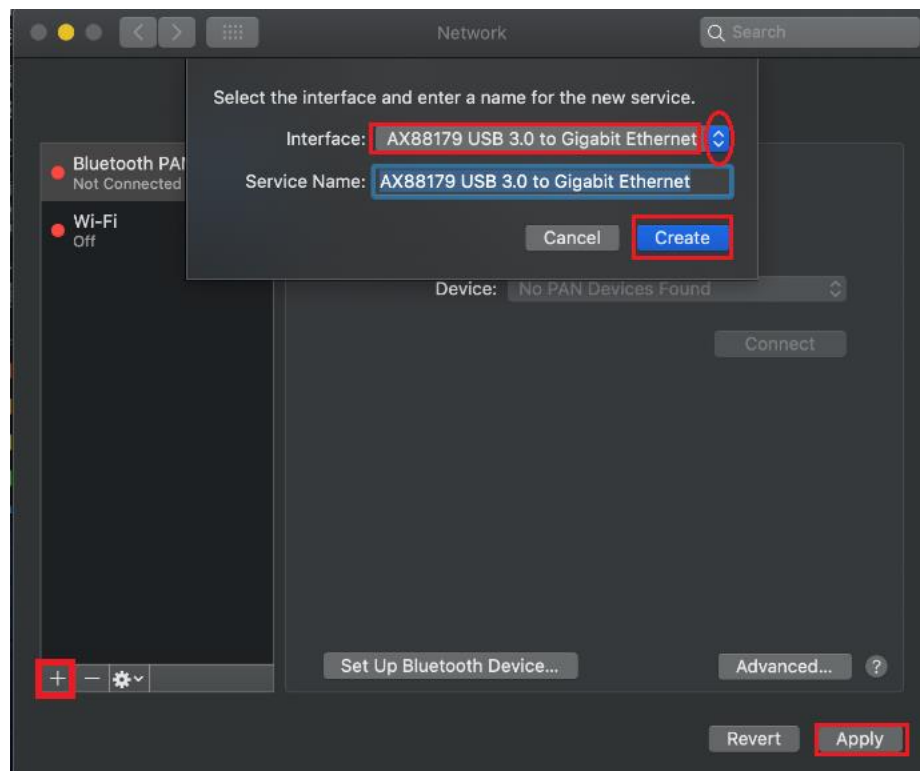 Network
Search
Select the interface and enter a name for the new service.
Interface: AX88179 USB 3.0 to Gigabit Ethernet
Service Name: AX88179 USB 3.0 to Gigabit Ethernet
Cancel Create
Bluetooth PAN
Not Connected
Wi-Fi
Off
Device: No PAN Devices Found
Connect
Set Up Bluetooth Device...
Advanced... ?
Revert Apply